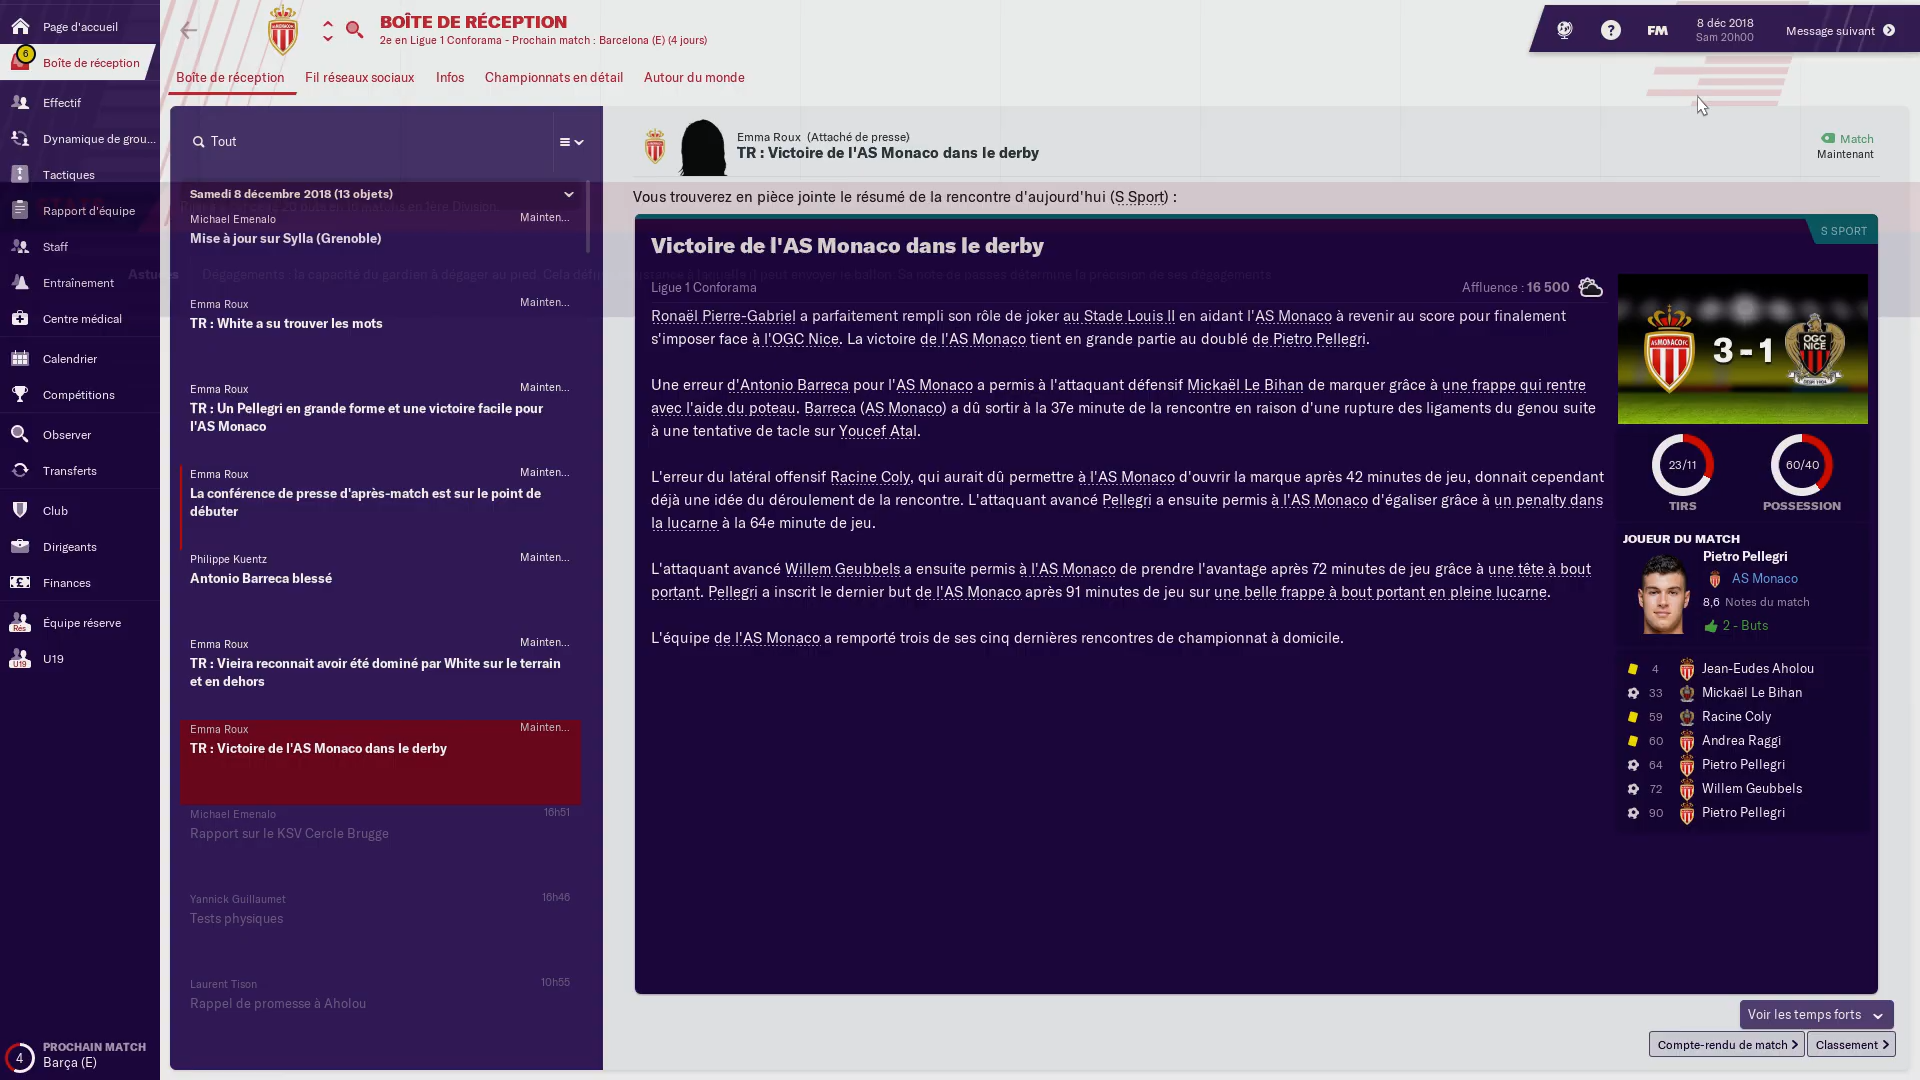 Page d'accueil
6
Boîte de réception
Effectif
Dynamique de grou...
Tactiques
Rapport d'équipe
Staff
Entraînement
Centre médical
Calendrier
Compétitions
Observer
Transferts
Club
Dirigeants
Finances
Rés
Équipe réserve
U19
U19
4
PROCHAIN MATCH
Barça (E)
BOÎTE DE RÉCEPTION
2e en Ligue 1 Conforama - Prochain match : Barcelona (E) (4 jours)
FM
8 déc 2018
Sam 20h00
Message suivant
Boîte de réception
Fil réseaux sociaux
Infos
Championnats en détail
Autour du monde
Tout
Samedi 8 décembre 2018 (13 objets)
Michael Emenalo
Mainten...
Mise à jour sur Sylla (Grenoble)
Emma Roux
Mainten...
TR : White a su trouver les mots
Emma Roux
Mainten...
TR : Un Pellegri en grande forme et une victoire facile pour
l'AS Monaco
Emma Roux
Mainten...
La conférence de presse d'après-match est sur le point de
débuter
Philippe Kuentz
Mainten...
Antonio Barreca blessé
Emma Roux
Mainten...
TR : Vieira reconnait avoir été dominé par White sur le terrain
et en dehors
Emma Roux
Mainten...
TR : Victoire de l'AS Monaco dans le derby
Michael Emenalo
16h51
Rapport sur le KSV Cercle Brugge
Yannick Guillaumet
16h46
Tests physiques
Laurent Tison
10h55
Rappel de promesse à Aholou
Emma Roux (Attaché de presse)
TR : Victoire de l'AS Monaco dans le derby
Match
Maintenant
Vous trouverez en pièce jointe le résumé de la rencontre d'aujourd'hui (S Sport) :
S SPORT
Victoire de l'AS Monaco dans le derby
Ligue 1 Conforama
Affluence : 16 500
Ronaël Pierre-Gabriel a parfaitement rempli son rôle de joker au Stade Louis II en aidant l'AS Monaco à revenir au score pour finalement
s'imposer face à l'OGC Nice. La victoire de l'AS Monaco tient en grande partie au doublé de Pietro Pellegri.
Une erreur d'Antonio Barreca pour l'AS Monaco a permis à l'attaquant défensif Mickaël Le Bihan de marquer grâce à une frappe qui rentre
avec l'aide du poteau. Barreca (AS Monaco) a dû sortir à la 37e minute de la rencontre en raison d'une rupture des ligaments du genou suite
à une tentative de tacle sur Youcef Atal.
L'erreur du latéral offensif Racine Coly, qui aurait dû permettre à l'AS Monaco d'ouvrir la marque après 42 minutes de jeu, donnait cependant
déjà une idée du déroulement de la rencontre. L'attaquant avancé Pellegri a ensuite permis à l'AS Monaco d'égaliser grâce à un penalty dans
la lucarne à la 64e minute de jeu.
L'attaquant avancé Willem Geubbels a ensuite permis à l'AS Monaco de prendre l'avantage après 72 minutes de jeu grâce à une tête à bout
portant. Pellegri a inscrit le dernier but de l'AS Monaco après 91 minutes de jeu sur une belle frappe à bout portant en pleine lucarne.
L'équipe de l'AS Monaco a remporté trois de ses cinq dernières rencontres de championnat à domicile.
3 - 1
OGC
NICE
23/11
TIRS
60/40
POSSESSION
JOUEUR DU MATCH
Pietro Pellegri
AS Monaco
8,6 Notes du match
2 - Buts
4 Jean-Eudes Aholou
33 Mickaël Le Bihan
59 Racine Coly
60 Andrea Raggi
64 Pietro Pellegri
72 Willem Geubbels
90 Pietro Pellegri
Voir les temps forts
Compte-rendu de match
Classement